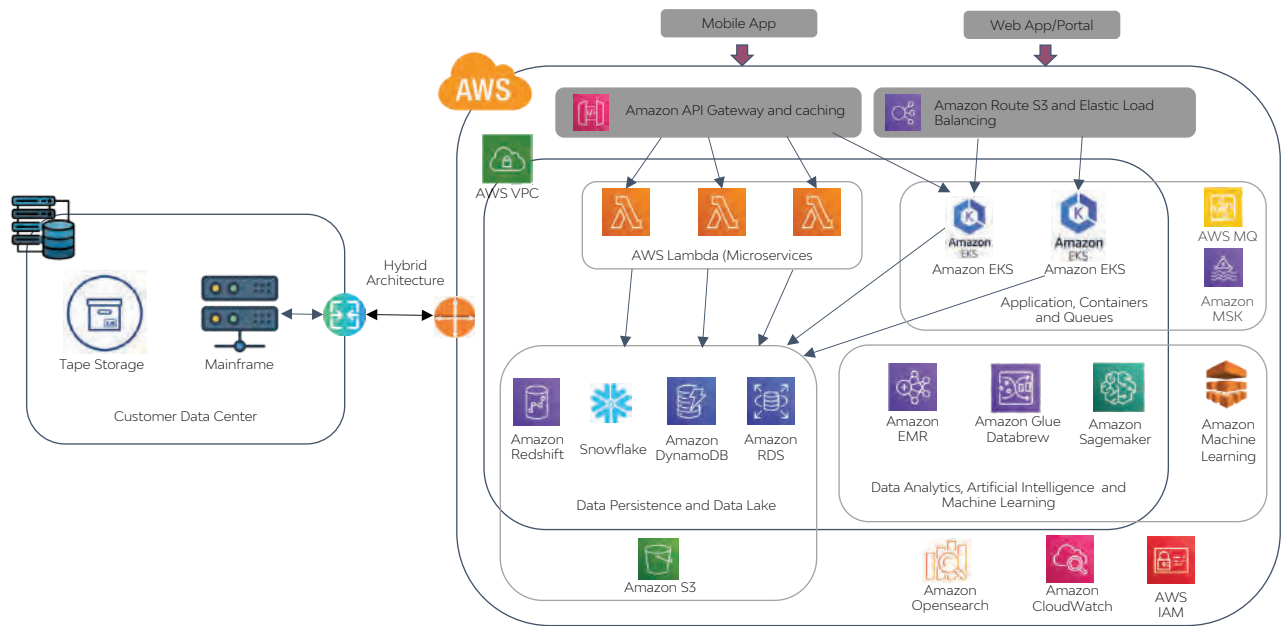 Mobile App
Web App/Portal
AWS
Amazon API Gateway and caching
Amazon Route S3 and Elastic Load
Balancing
AWS VPC
AWS Lambda (Microservices
Amazon
EKS
Amazon EKS
Amazon
EKS
Amazon EKS
AWS MQ
Amazon
MSK
Application, Containers
and Queues
Hybrid
Architecture
Tape Storage
Mainframe
Customer Data Center
Amazon
Redshift
Snowflake
Amazon
DynamoDB
Amazon
RDS
Data Persistence and Data Lake
Amazon
EMR
Amazon Glue
Databrew
Amazon
Sagemaker
Amazon
Machine
Learning
Data Analytics, Artificial Intelligence and
Machine Learning
Amazon S3
Amazon
Opensearch
Amazon
CloudWatch
AWS
IAM